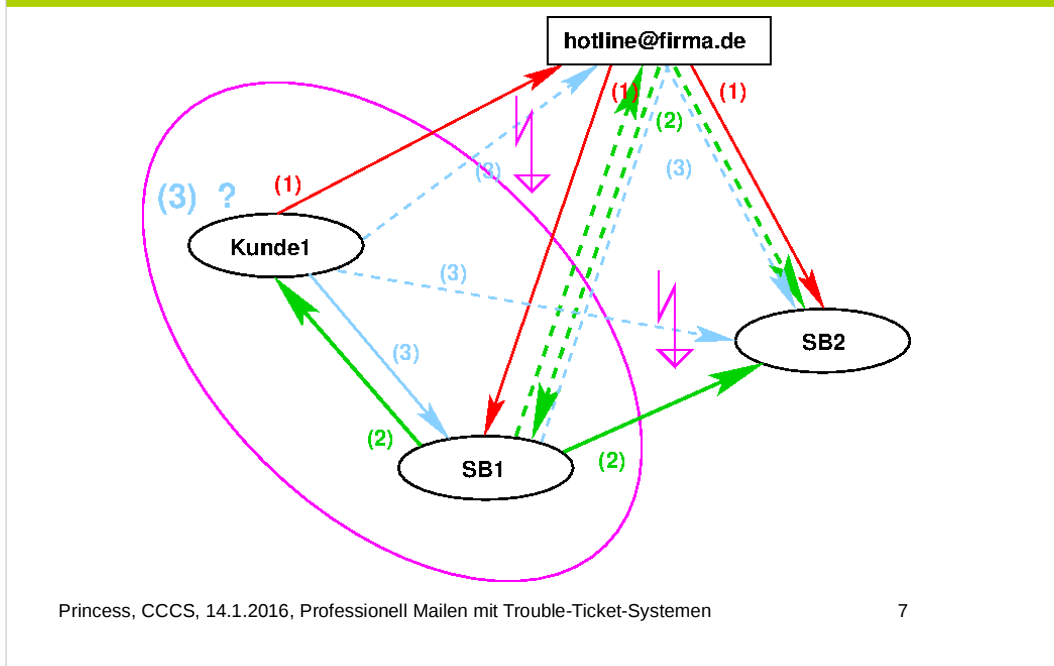 hotline@firma.de
(1)
(1)
(2)
(3)
(3)
(3) ?
(1)
Kunde1
(3)
SB2
(3)
(2)
SB1
(2)
Princess, CCCS, 14.1.2016, Professionell Mailen mit Trouble-Ticket-Systemen
7